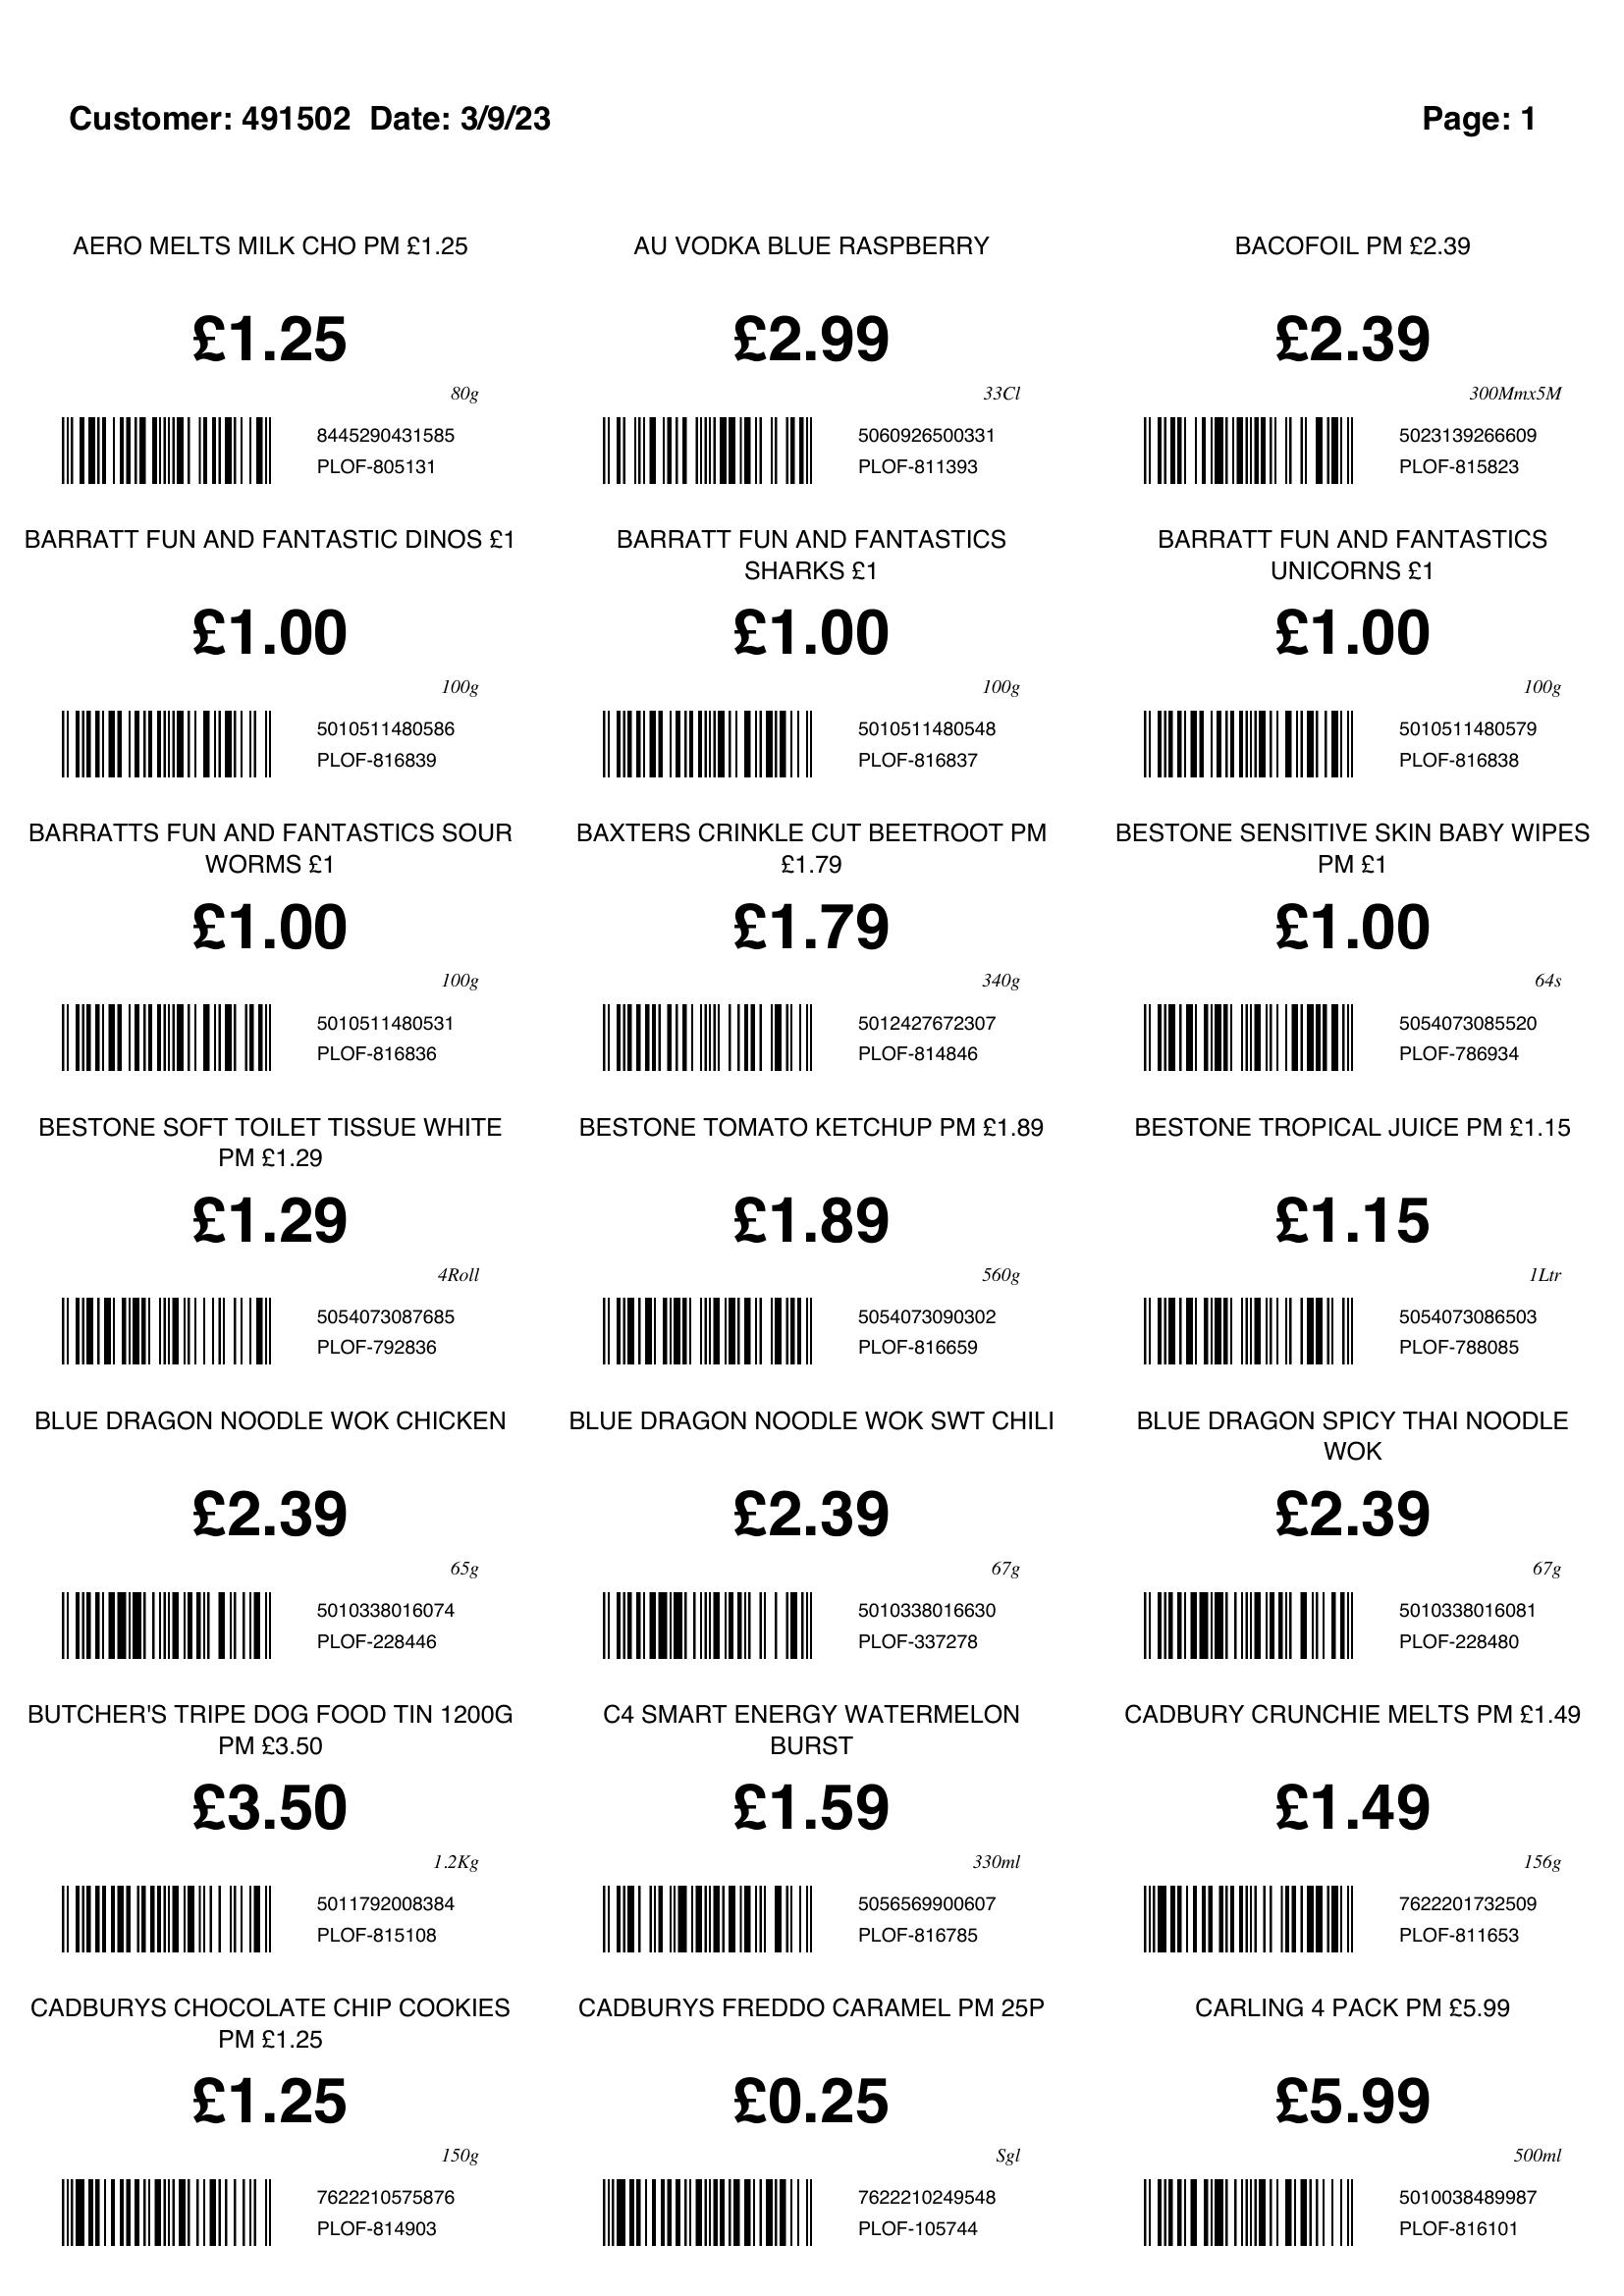 Customer: 491502  Date: 3/9/23
Page: 1
AERO MELTS MILK CHO PM £1.25
£1.25
80g
8445290431585
PLOF-805131
AU VODKA BLUE RASPBERRY
£2.99
33Cl
5060926500331
PLOF-811393
BACOFOIL PM £2.39
£2.39
300Mmx5M
5023139266609
PLOF-815823
BARRATT FUN AND FANTASTIC DINOS £1
£1.00
100g
5010511480586
PLOF-816839
BARRATT FUN AND FANTASTICS
SHARKS £1
£1.00
100g
5010511480548
PLOF-816837
BARRATT FUN AND FANTASTICS
UNICORNS £1
£1.00
100g
5010511480579
PLOF-816838
BARRATTS FUN AND FANTASTICS SOUR
WORMS £1
£1.00
100g
5010511480531
PLOF-816836
BAXTERS CRINKLE CUT BEETROOT PM
£1.79
£1.79
340g
5012427672307
PLOF-814846
BESTONE SENSITIVE SKIN BABY WIPES
PM £1
£1.00
64s
5054073085520
PLOF-786934
BESTONE SOFT TOILET TISSUE WHITE
PM £1.29
£1.29
4Roll
5054073087685
PLOF-792836
BESTONE TOMATO KETCHUP PM £1.89
£1.89
560g
5054073090302
PLOF-816659
BESTONE TROPICAL JUICE PM £1.15
£1.15
1Ltr
5054073086503
PLOF-788085
BLUE DRAGON NOODLE WOK CHICKEN
£2.39
65g
5010338016074
PLOF-228446
BLUE DRAGON NOODLE WOK SWT CHILI
£2.39
67g
5010338016630
PLOF-337278
BLUE DRAGON SPICY THAI NOODLE
WOK
£2.39
67g
5010338016081
PLOF-228480
BUTCHER'S TRIPE DOG FOOD TIN 1200G
PM £3.50
£3.50
1.2Kg
5011792008384
PLOF-815108
C4 SMART ENERGY WATERMELON
BURST
£1.59
330ml
5056569900607
PLOF-816785
CADBURY CRUNCHIE MELTS PM £1.49
£1.49
156g
7622201732509
PLOF-811653
CADBURYS CHOCOLATE CHIP COOKIES
PM £1.25
£1.25
150g
7622210575876
PLOF-814903
CADBURYS FREDDO CARAMEL PM 25P
£0.25
Sgl
7622210249548
PLOF-105744
CARLING 4 PACK PM £5.99
£5.99
500ml
5010038489987
PLOF-816101